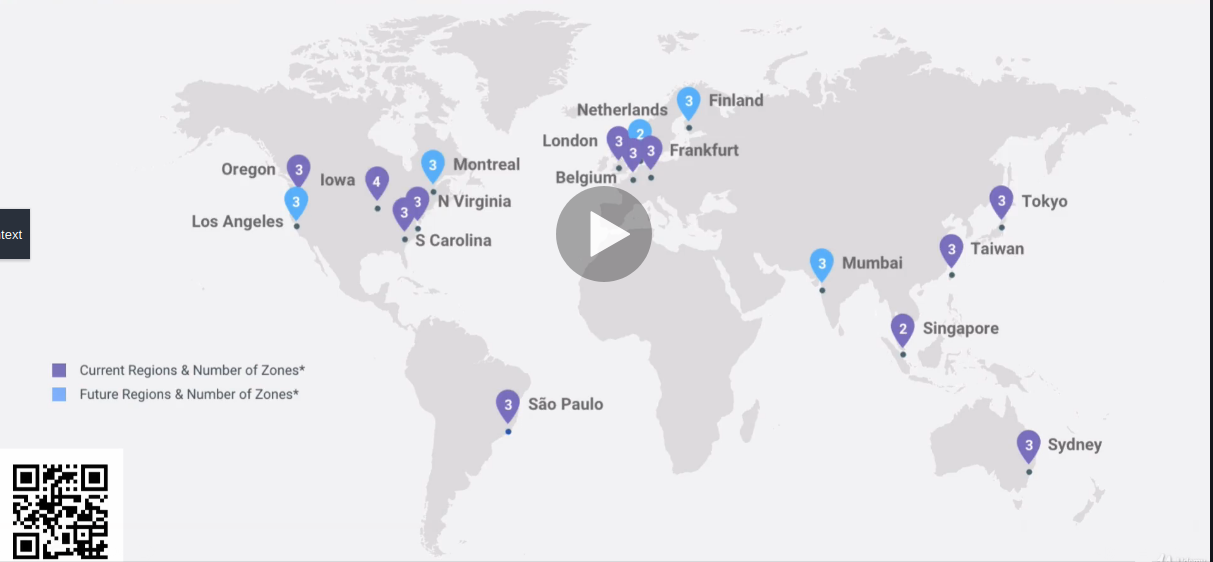 3 Finland
Netherlands
2
London 3
3 3 Frankfurt
Belgium
Oregon 3
Iowa 4
3 Montreal
3 N Virginia
3
Los Angeles 3
S Carolina
3 Tokyo
3 Taiwan
3 Mumbai
2 Singapore
text
Current Regions & Number of Zones*
Future Regions & Number of Zones*
3 São Paulo
3 Sydney